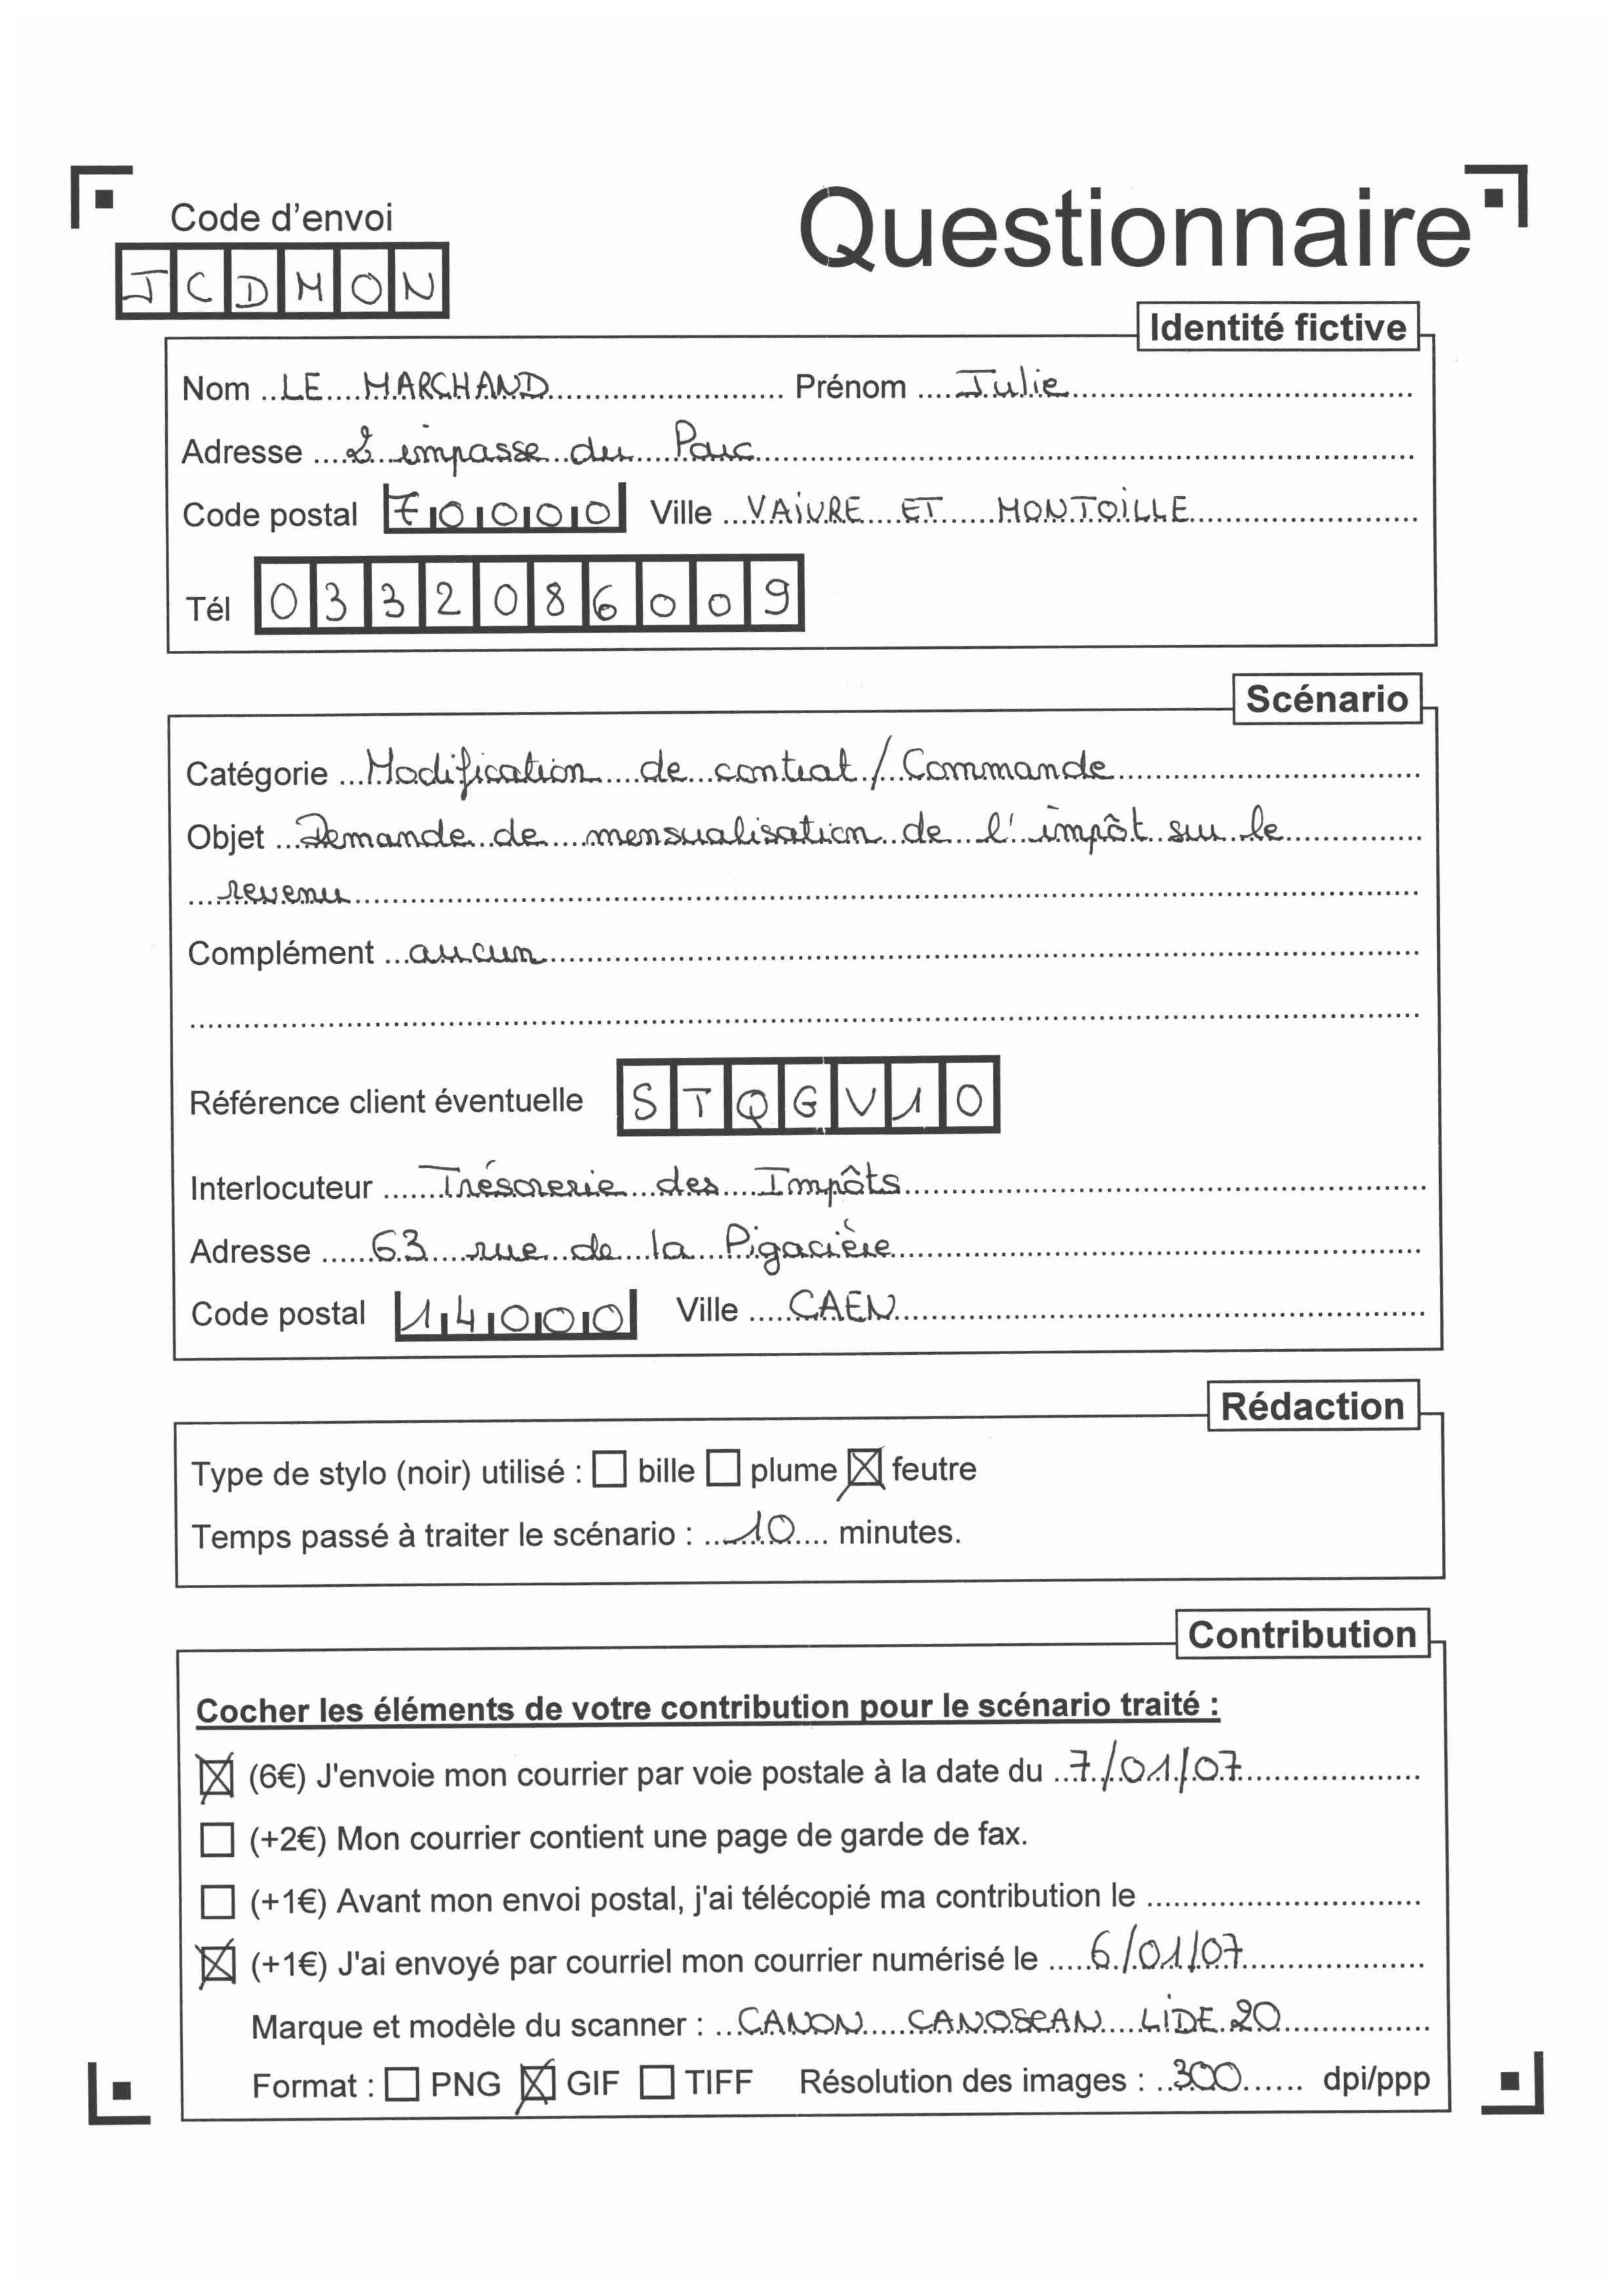 Code d'envoi
Questionnaire
JCDMON
Identité fictive
Nom LE MARCHAND Prénom Julie
Adresse 2 impasse du Parc
Code postal 70000 Ville VAIVRE ET MONTOILLE
Tél 0332086009
Scénario
Catégorie Modification de contrat / Commande
Objet Demande de mensualisation de l'impôt sur le
revenu
Complément aucun
Référence client éventuelle STQGV10
Interlocuteur Trésorerie des Impôts
Adresse 63 rue de la Pigacière
Code postal 14000 Ville CAEN
Rédaction
Type de stylo (noir) utilisé : ☐ bille ☐ plume ☒ feutre
Temps passé à traiter le scénario : 10 minutes.
Contribution
Cocher les éléments de votre contribution pour le scénario traité :
☒ (6€) J'envoie mon courrier par voie postale à la date du 7/01/07
☐ (+2€) Mon courrier contient une page de garde de fax.
☐ (+1€) Avant mon envoi postal, j'ai télécopié ma contribution le
☒ (+1€) J'ai envoyé par courriel mon courrier numérisé le 6/01/07
Marque et modèle du scanner : CANON CANOSCAN LIDE 20
Format : ☐ PNG ☒ GIF ☐ TIFF Résolution des images : 300 dpi/ppp